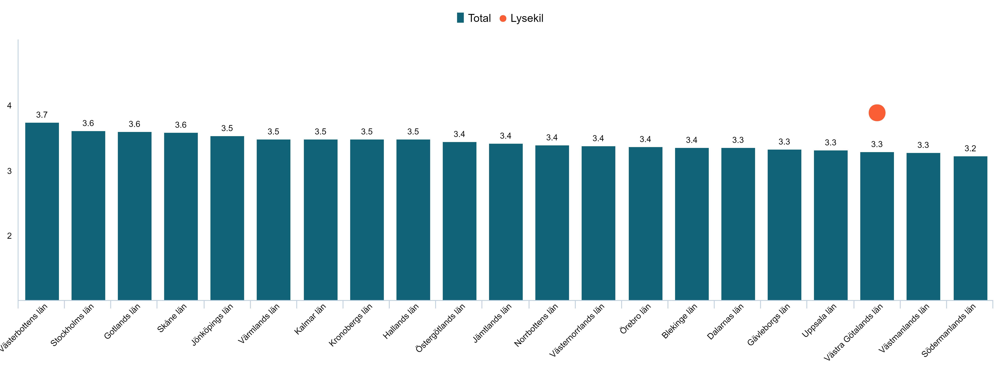 Total Lysekil
4
3
2
3.7 3.6 3.6 3.6 3.5 3.5 3.5 3.5 3.5 3.4 3.4 3.4 3.4 3.4 3.4 3.3 3.3 3.3 3.3 3.3 3.2
Västerbottens län
Stockholms län
Gotlands län
Skåne län
Jönköpings län
Värmlands län
Kalmar län
Kronobergs län
Hallands län
Östergötlands län
Jämtlands län
Norrbottens län
Västernorrlands län
Örebro län
Blekinge län
Dalarnas län
Gävleborgs län
Uppsala län
Västra Götalands län
Västmanlands län
Södermanlands län